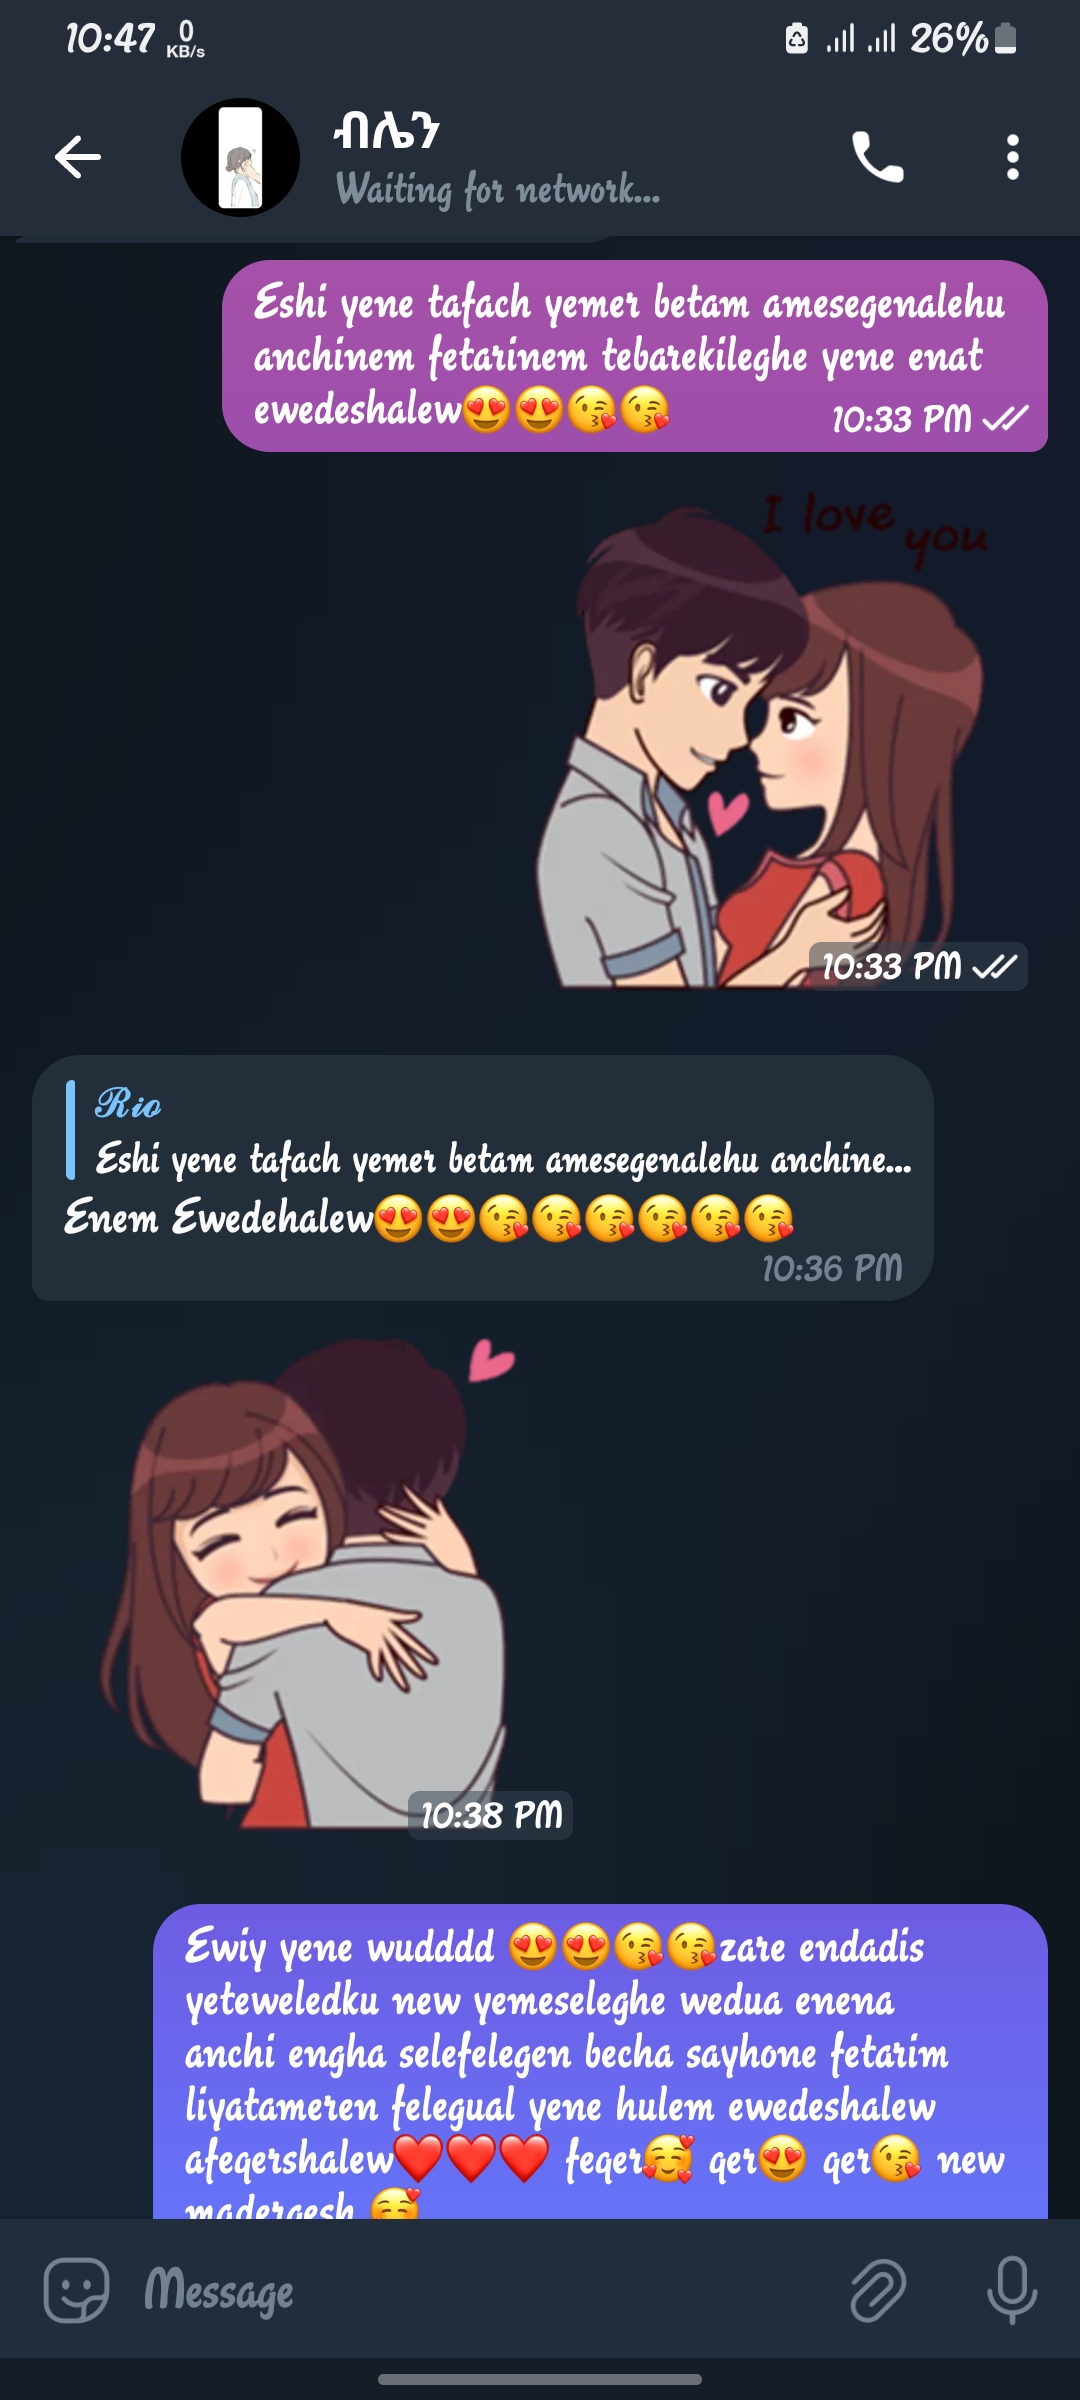 10:47 0 KB/s 26%
ብሌን
Waiting for network...
Eshi yene tafach yemer betam amesegenalehu
anchinem fetarinem tebarekileghe yene enat
ewedeshalew😍😍😘😘 10:33 PM
I love you
10:33 PM
Rio
Eshi yene tafach yemer betam amesegenalehu anchine...
Enem Ewedehalew😍😍😘😘😘😘😘😘
10:36 PM
10:38 PM
Ewiy yene wudddd 😍😍😘😘zare endadis
yeteweledku new yemeseleghe wedua enena
anchi engha selefelegen becha sayhone fetarim
liyatameren felegual yene hulem ewedeshalew
afeqershalew❤️❤️❤️ feqer🥰 qer😍 qer😘 new
madergesh 🥰
Message